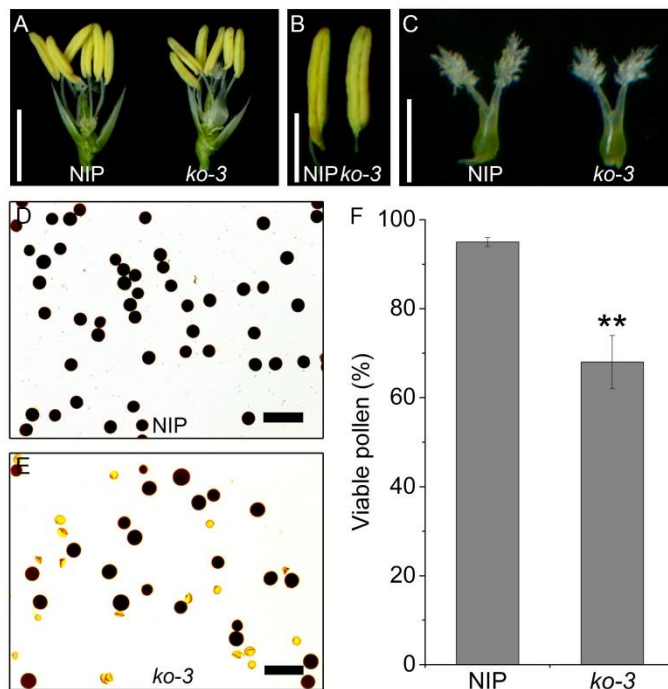 A
NIP
ko-3
B
NIP ko-3
C
NIP
ko-3
D
NIP
E
ko-3
F
100
80
60
40
20
0
Viable pollen (%)
**
NIP
ko-3